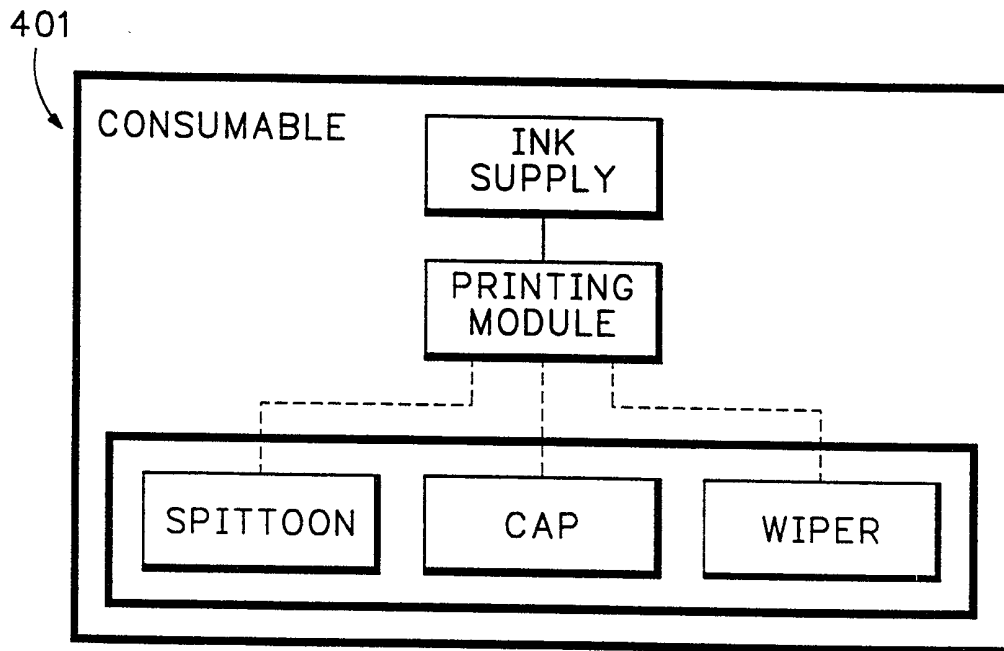 401
CONSUMABLE
INK
SUPPLY
PRINTING
MODULE
SPITTOON
CAP
WIPER